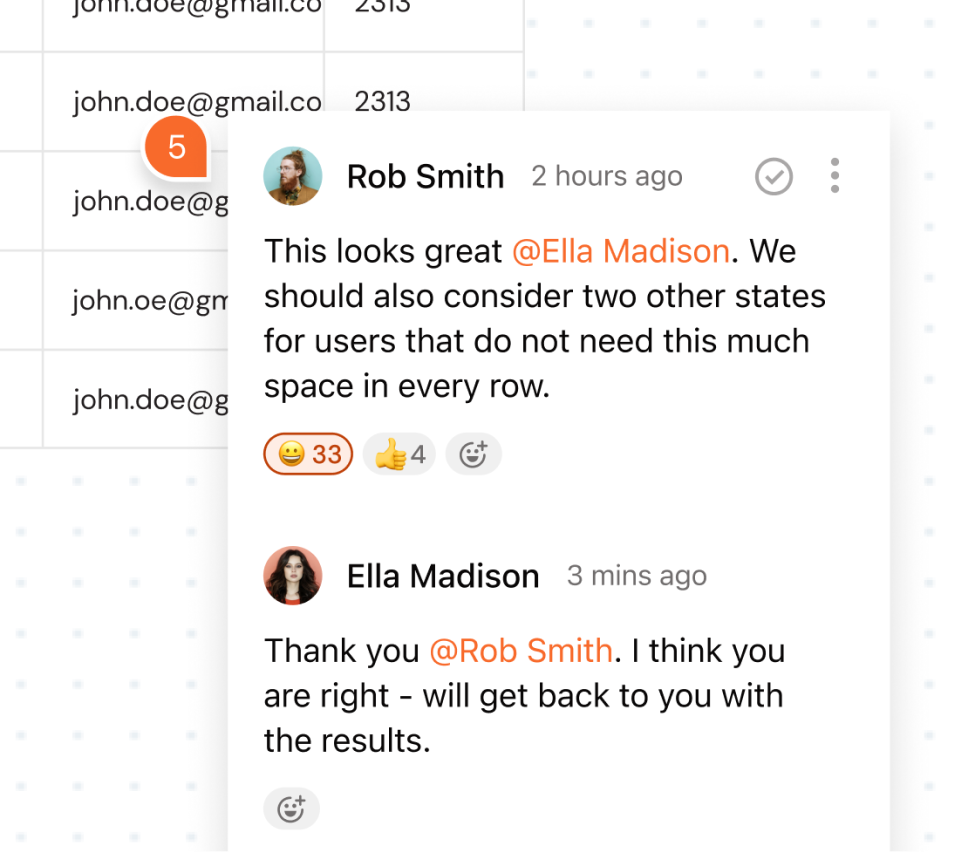 john.doe@gmail.co 2313
john.doe@gmail.co 2313
5
john.doe@g
john.oe@gm
john.doe@g
Rob Smith 2 hours ago
This looks great @Ella Madison. We
should also consider two other states
for users that do not need this much
space in every row.
😀 33 👍 4
Ella Madison 3 mins ago
Thank you @Rob Smith. I think you
are right - will get back to you with
the results.